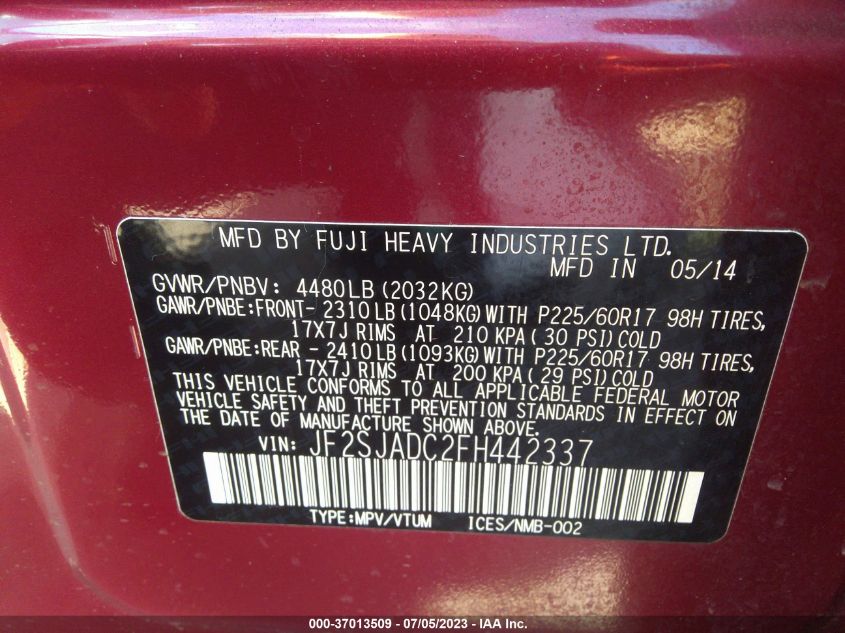 MFD BY FUJI HEAVY INDUSTRIES LTD.
MFD IN 05/14
GVWR/PNBV: 4480LB (2032KG)
GAWR/PNBE:FRONT- 2310LB (1048KG) WITH P225/60R17 98H TIRES,
17X7J RIMS AT 210 KPA ( 30 PSI) COLD
GAWR/PNBE:REAR - 2410LB (1093KG) WITH P225/60R17 98H TIRES,
17X7J RIMS AT 200 KPA ( 29 PSI) COLD
THIS VEHICLE CONFORMS TO ALL APPLICABLE FEDERAL MOTOR
VEHICLE SAFETY AND THEFT PREVENTION STANDARDS IN EFFECT ON
THE DATE OF MANUFACTURE SHOWN ABOVE.
VIN: JF2SJADC2FH442337
TYPE:MPV/VTUM ICES/NMB-002
000-37013509 - 07/05/2023 - IAA Inc.